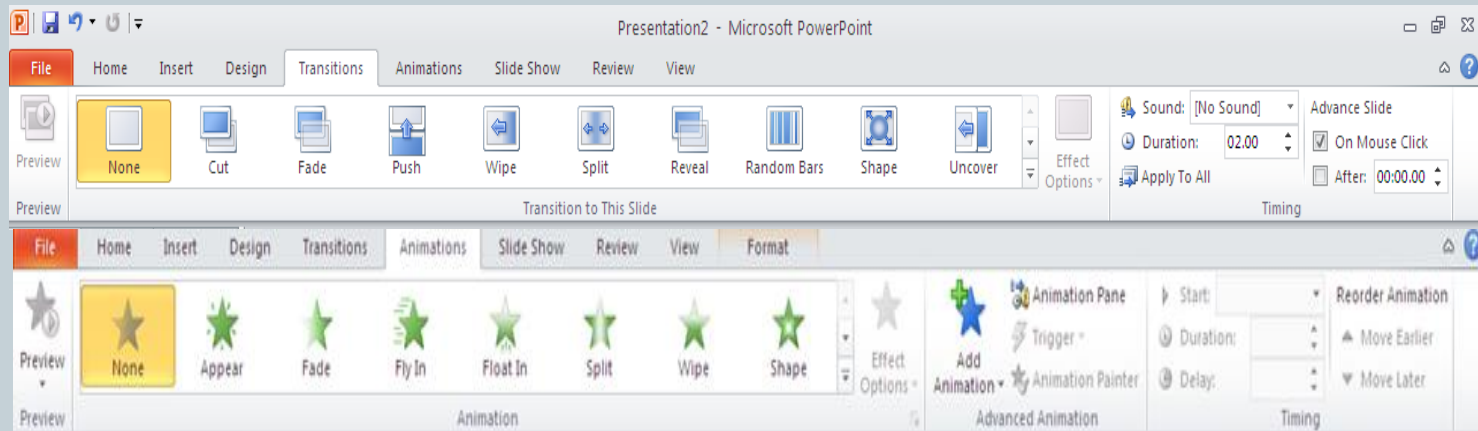 Presentation2 - Microsoft PowerPoint
File Home Insert Design Transitions Animations Slide Show Review View
Sound: [No Sound] Advance Slide
Preview None Cut Fade Push Wipe Split Reveal Random Bars Shape Uncover Effect Options Duration: 02.00 On Mouse Click
Apply To All After: 00:00.00
Preview Transition to This Slide Timing
File Home Insert Design Transitions Animations Slide Show Review View Format
Animation Pane Start: Reorder Animation
Preview None Appear Fade Fly In Float In Split Wipe Shape Effect Options Add Animation Trigger Duration: Move Earlier
Animation Painter Delay: Move Later
Preview Animation Advanced Animation Timing